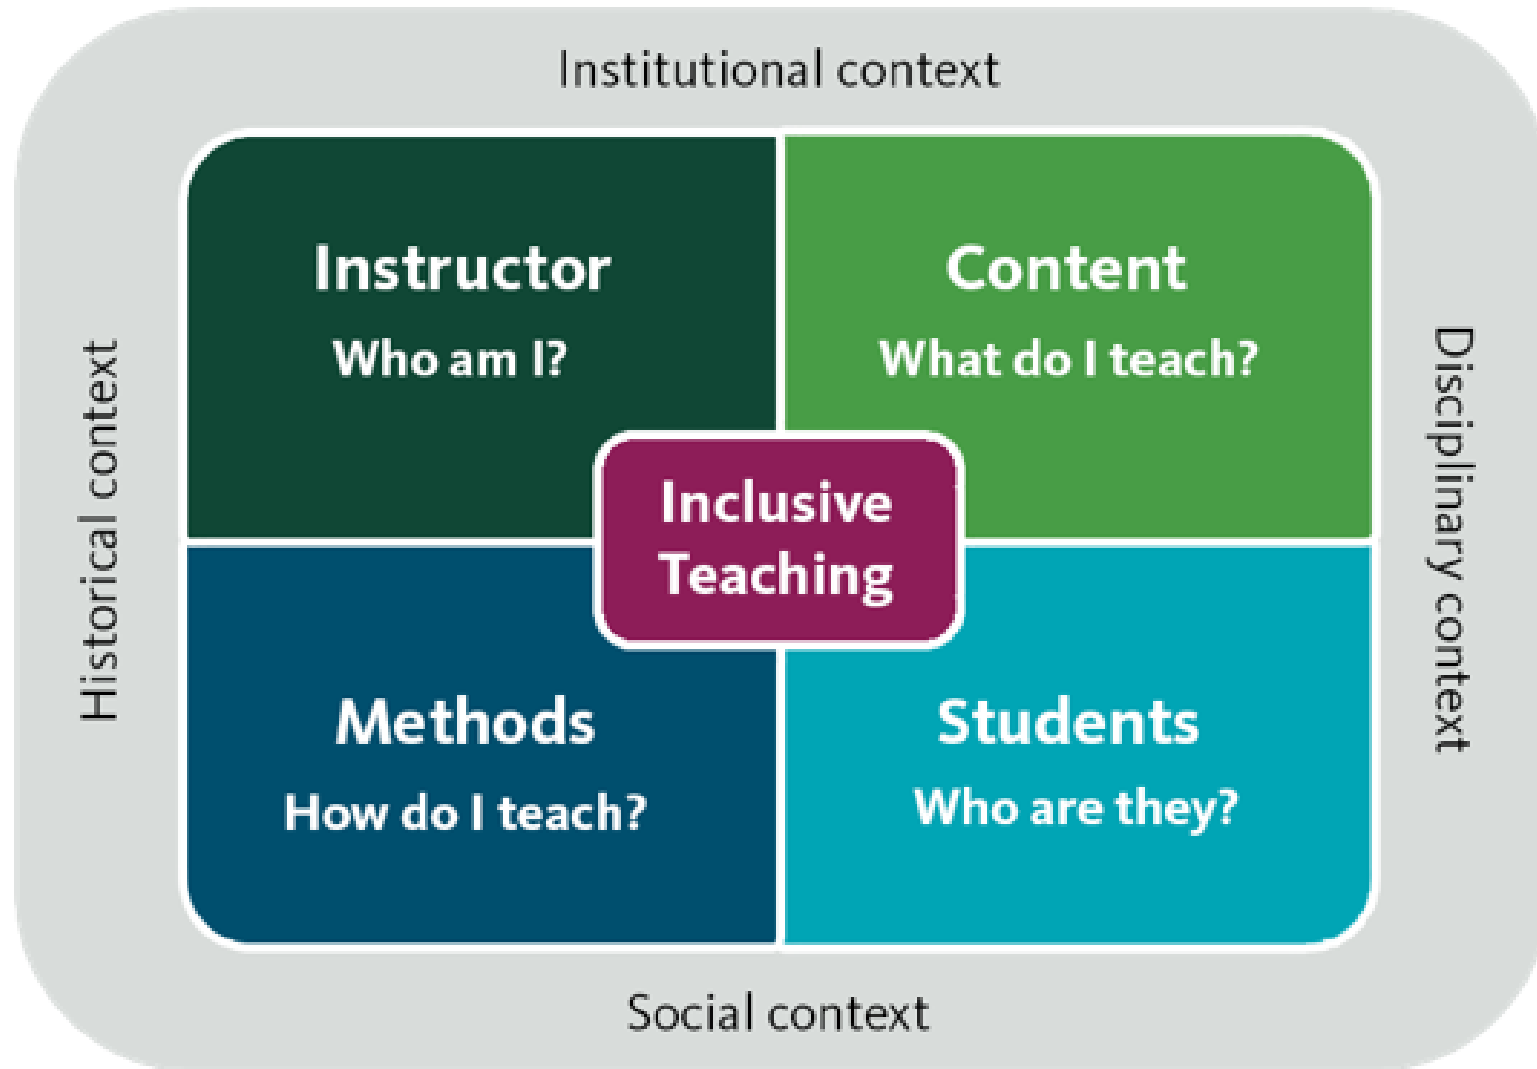 Institutional context
Historical context
Instructor
Who am I?
Content
What do I teach?
Inclusive
Teaching
Methods
How do I teach?
Students
Who are they?
Disciplinary context
Social context